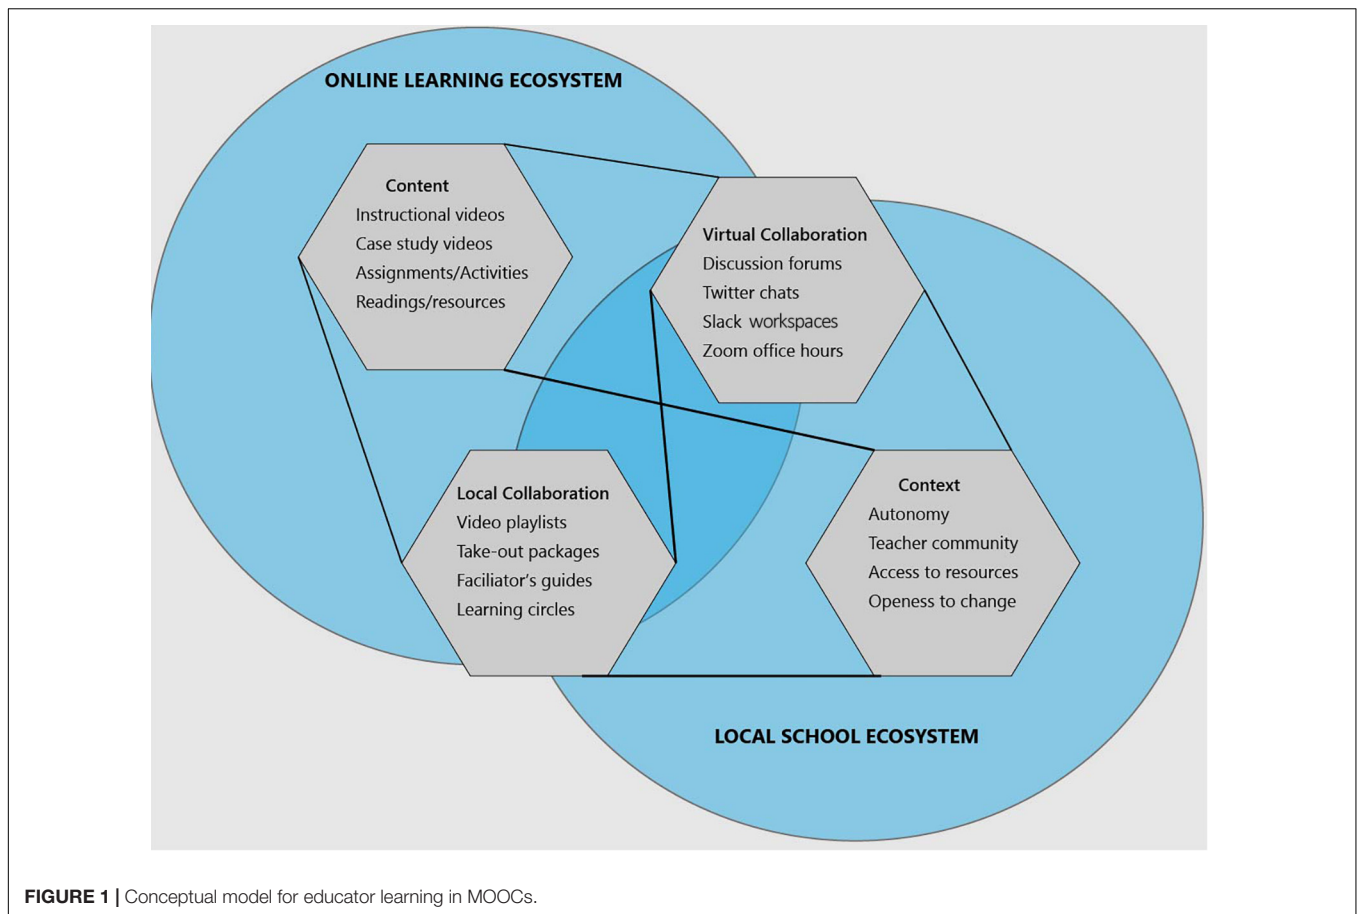 ONLINE LEARNING ECOSYSTEM
Content
Instructional videos
Case study videos
Assignments/Activities
Readings/resources
Virtual Collaboration
Discussion forums
Twitter chats
Slack workspaces
Zoom office hours
Local Collaboration
Video playlists
Take-out packages
Faciliator's guides
Learning circles
Context
Autonomy
Teacher community
Access to resources
Openess to change
LOCAL SCHOOL ECOSYSTEM
FIGURE 1 | Conceptual model for educator learning in MOOCs.